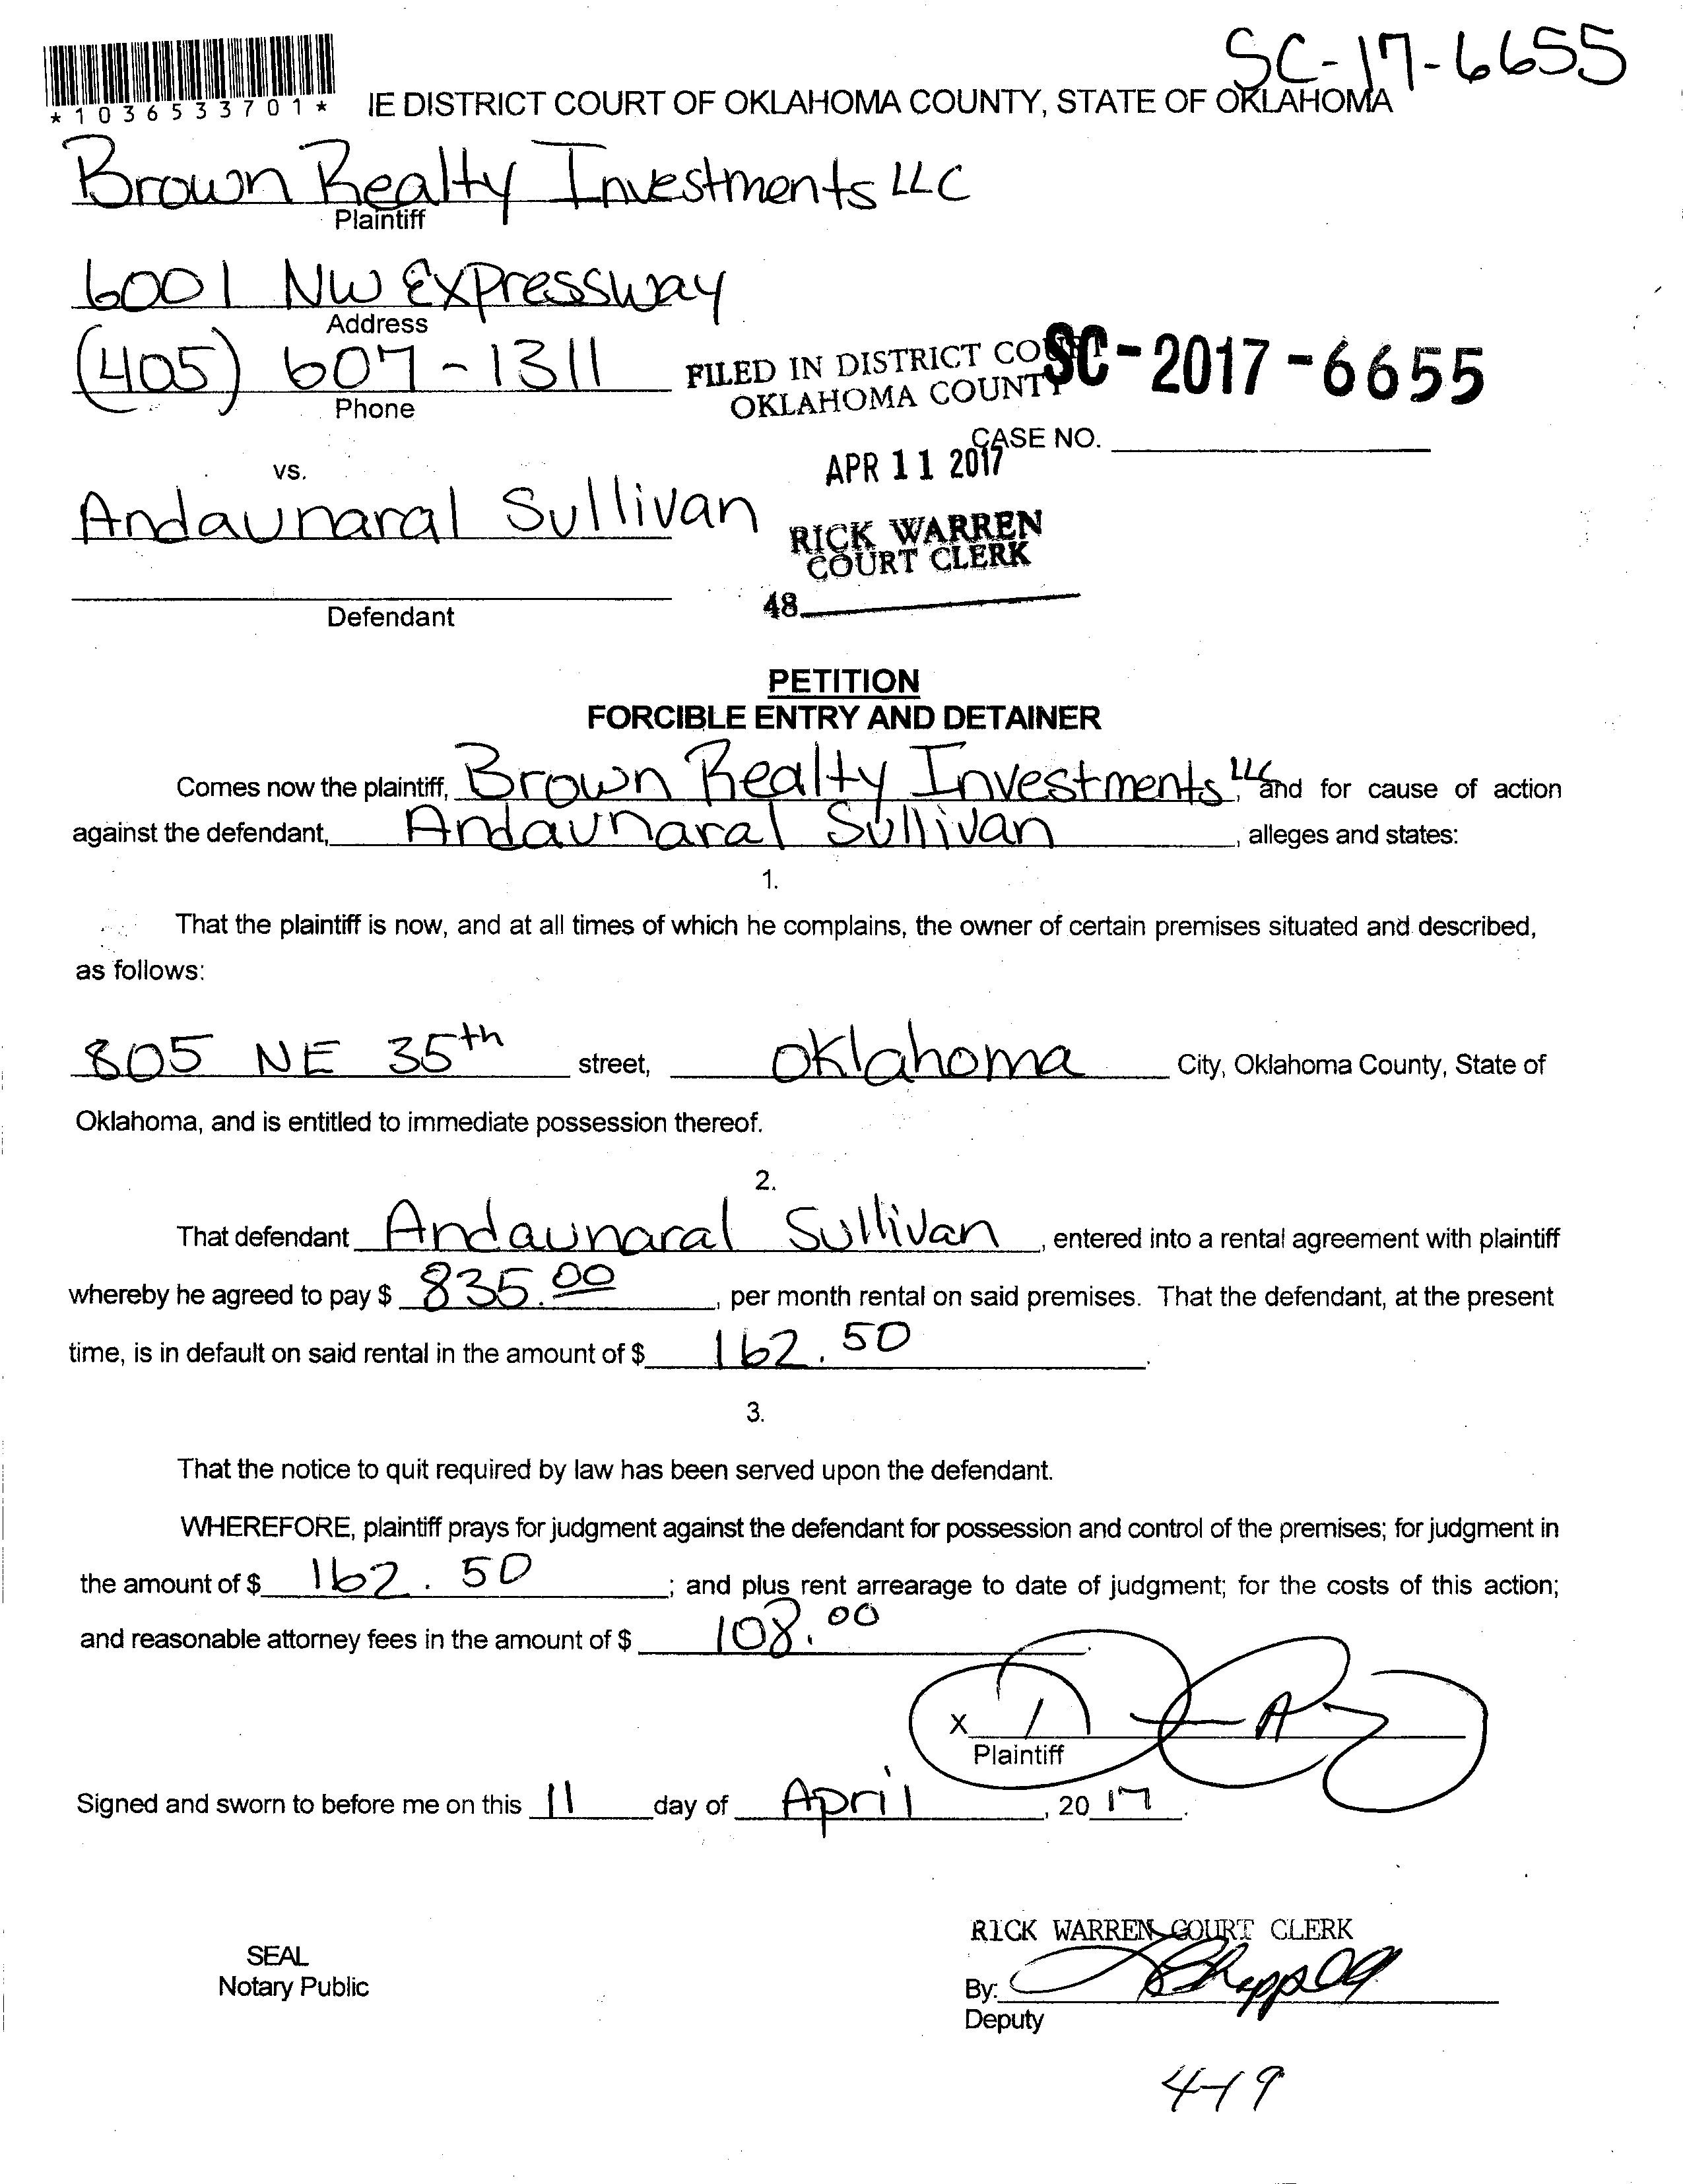 SC-17-6655
*1036533701*
IE DISTRICT COURT OF OKLAHOMA COUNTY, STATE OF OKLAHOMA
Brown Realty Investments LLC
Plaintiff
6001 NW Expressway
Address
(405) 607-1311
Phone
FILED IN DISTRICT COURT
OKLAHOMA COUNTY
SC-2017-6655
CASE NO.
APR 11 2017
vs.
Andaunaral Sullivan
RICK WARREN
COURT CLERK
48
Defendant
PETITION
FORCIBLE ENTRY AND DETAINER
Comes now the plaintiff, Brown Realty Investments LLC, and for cause of action
against the defendant, Andaunaral Sullivan, alleges and states:
1.
That the plaintiff is now, and at all times of which he complains, the owner of certain premises situated and described,
as follows:
805 NE 35th street, Oklahoma City, Oklahoma County, State of
Oklahoma, and is entitled to immediate possession thereof.
2.
That defendant Andaunaral Sullivan, entered into a rental agreement with plaintiff
whereby he agreed to pay $ 835.00, per month rental on said premises. That the defendant, at the present
time, is in default on said rental in the amount of $ 162.50.
3.
That the notice to quit required by law has been served upon the defendant.
WHEREFORE, plaintiff prays for judgment against the defendant for possession and control of the premises; for judgment in
the amount of $ 162.50; and plus rent arrearage to date of judgment; for the costs of this action;
and reasonable attorney fees in the amount of $ 108.00.
X
Plaintiff
Signed and sworn to before me on this 11 day of April, 2017.
RICK WARREN COURT CLERK
SEAL
Notary Public
By:
Deputy
4-19